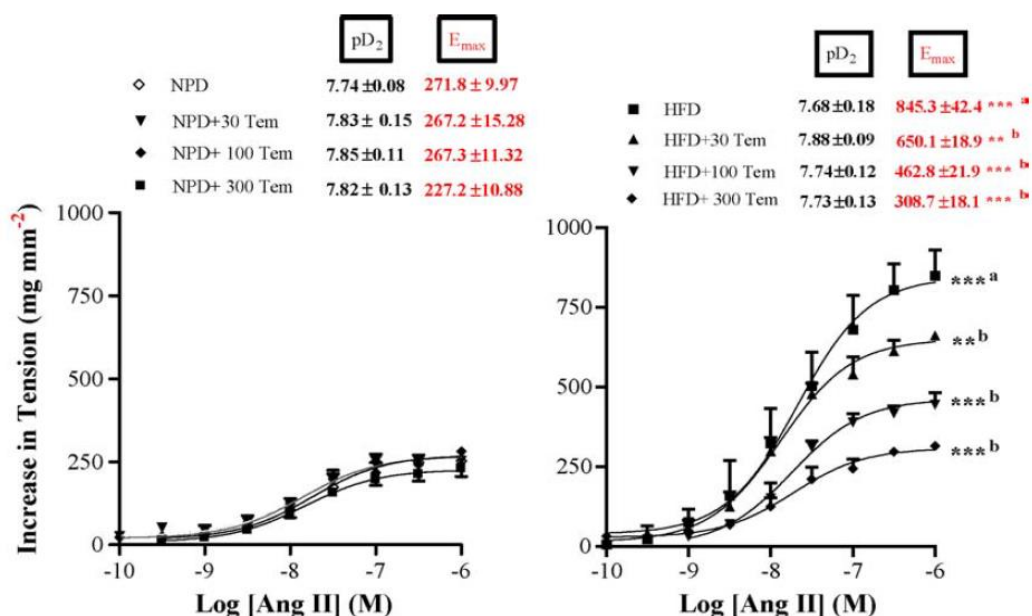 pD2 Emax
NPD 7.74 ±0.08 271.8 ± 9.97
NPD+30 Tem 7.83 ± 0.15 267.2 ±15.28
NPD+ 100 Tem 7.85±0.11 267.3 ±11.32
NPD+ 300 Tem 7.82 ± 0.13 227.2 ±10.88
1000
750
500
250
0
-10 -9 -8 -7 -6
Increase in Tension (mg mm-2)
Log [Ang II] (M)
pD2 Emax
HFD 7.68±0.18 845.3 ±42.4 *** a
HFD+30 Tem 7.88±0.09 650.1 ±18.9 ** b
HFD+100 Tem 7.74±0.12 462.8 ±21.9 *** b
HFD+ 300 Tem 7.73±0.13 308.7 ±18.1 *** b
1000
750
500
250
0
***a
**b
***b
***b
-10 -9 -8 -7 -6
Log [Ang II] (M)